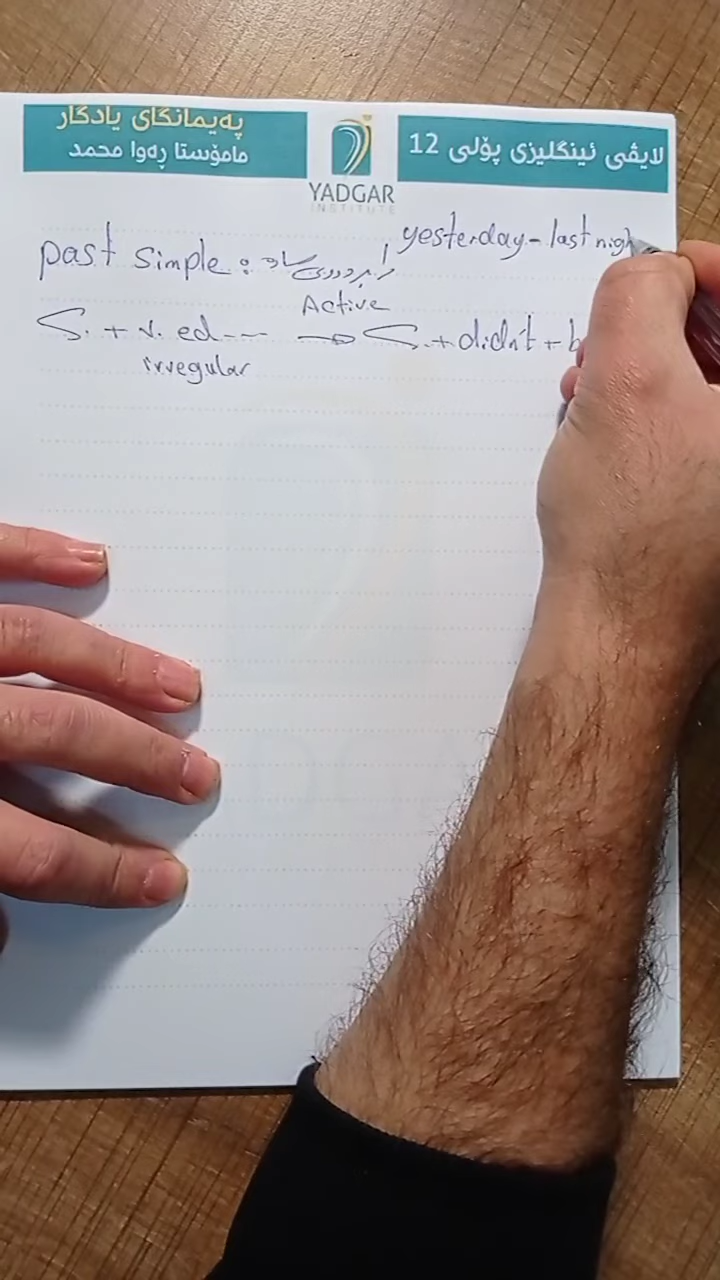 پەیمانگای یادگار
مامۆستا ڕەوا محمد
YADGAR
INSTITUTE
لایڤی ئینگلیزی پۆلی 12
yesterday - last nigh
past simple : ڕابردووی سادە
Active
S. + v. ed --- → S. + didn't + b
irregular